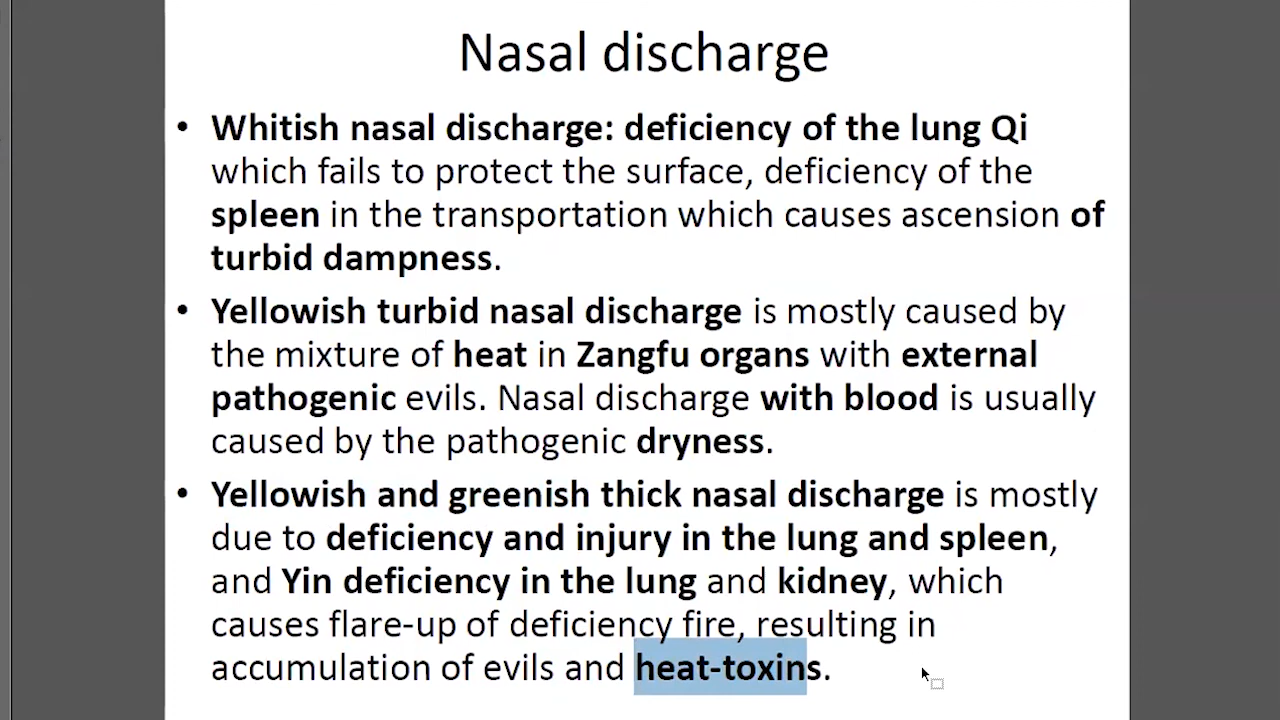 Nasal discharge
• Whitish nasal discharge: deficiency of the lung Qi
which fails to protect the surface, deficiency of the
spleen in the transportation which causes ascension of
turbid dampness.
• Yellowish turbid nasal discharge is mostly caused by
the mixture of heat in Zangfu organs with external
pathogenic evils. Nasal discharge with blood is usually
caused by the pathogenic dryness.
• Yellowish and greenish thick nasal discharge is mostly
due to deficiency and injury in the lung and spleen,
and Yin deficiency in the lung and kidney, which
causes flare-up of deficiency fire, resulting in
accumulation of evils and heat-toxins.